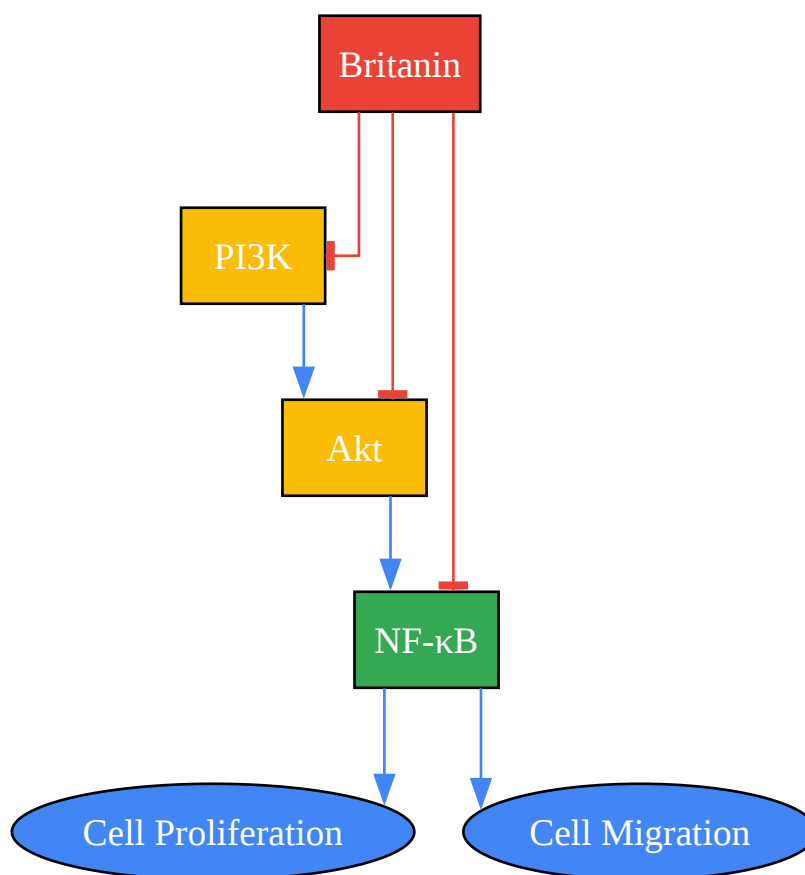 Britanin
PI3K
Akt
NF-κB
Cell Proliferation
Cell Migration